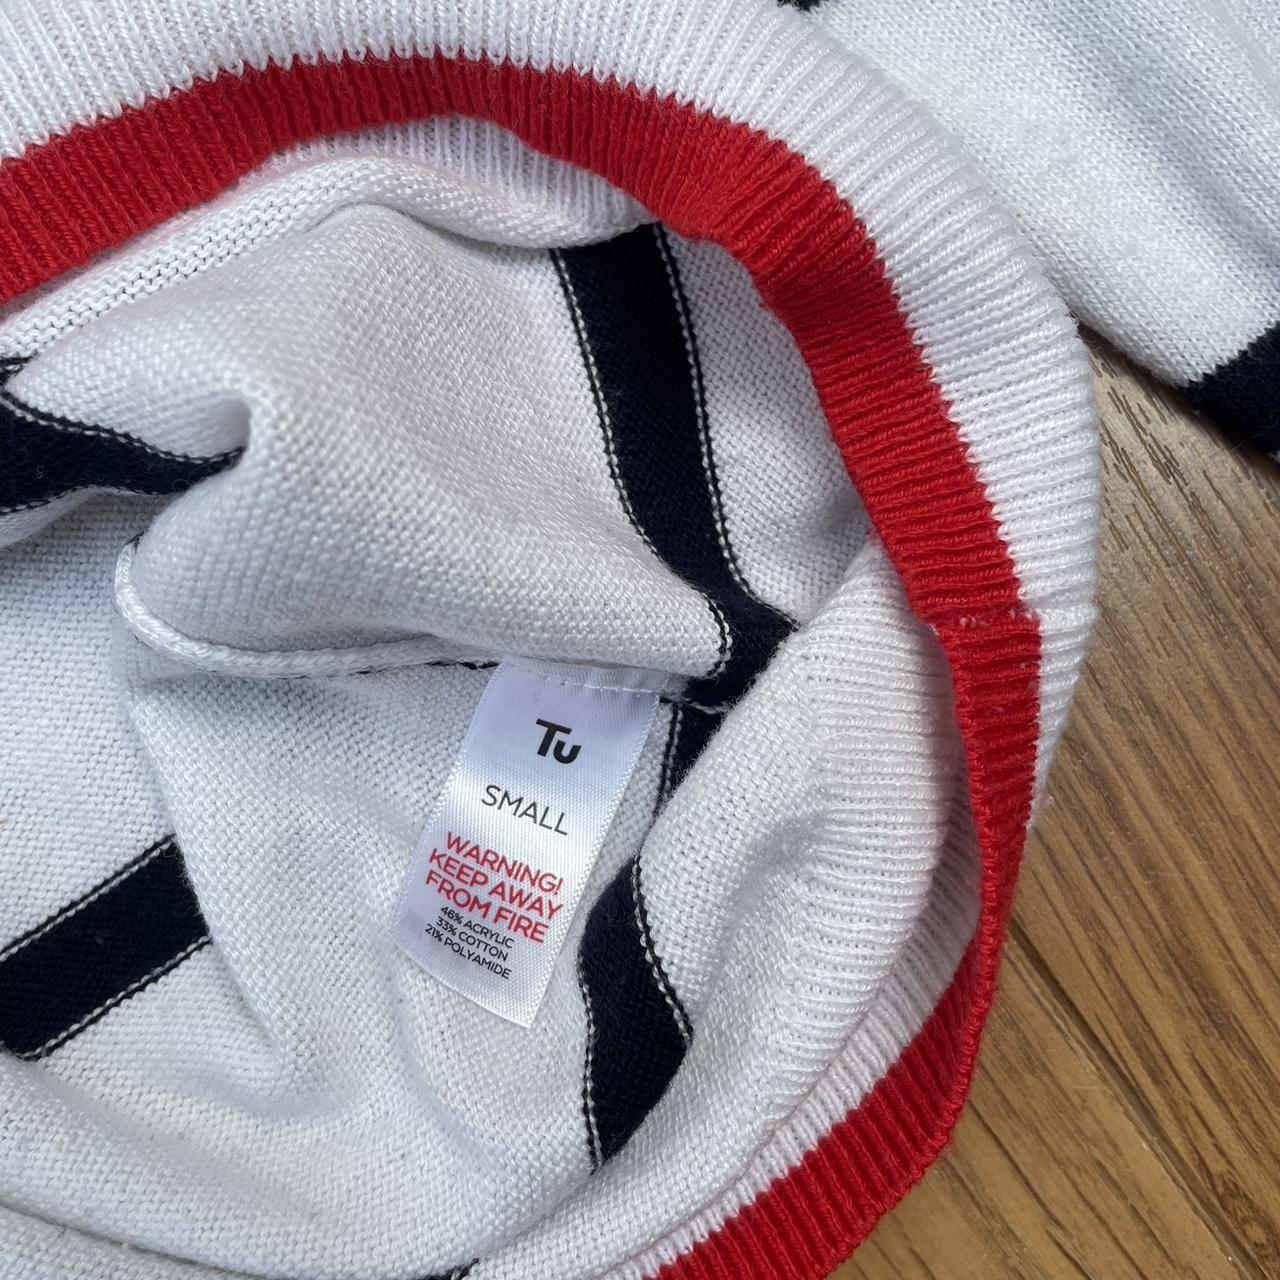 Tu
SMALL
WARNING!
KEEP AWAY
FROM FIRE
46% ACRYLIC
33% COTTON
21% POLYAMIDE